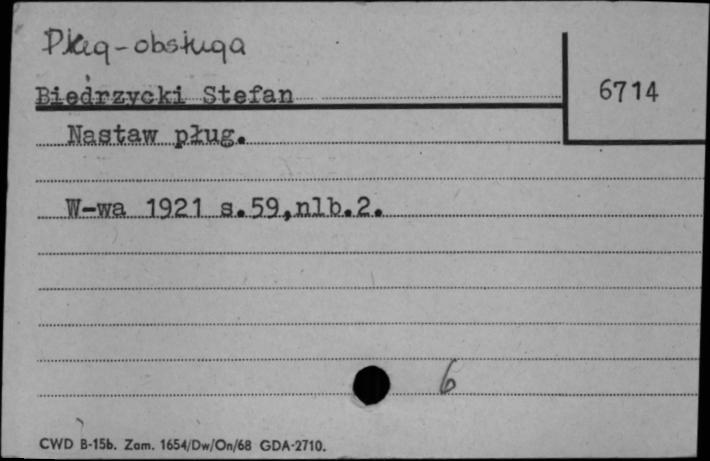 Pług-obsługa
Biedrzycki Stefan
6714
Nastaw pług.
W-wa 1921 s.59,nlb.2.
6
CWD B-15b. Zam. 1654/Dw/On/68 GDA-2710.